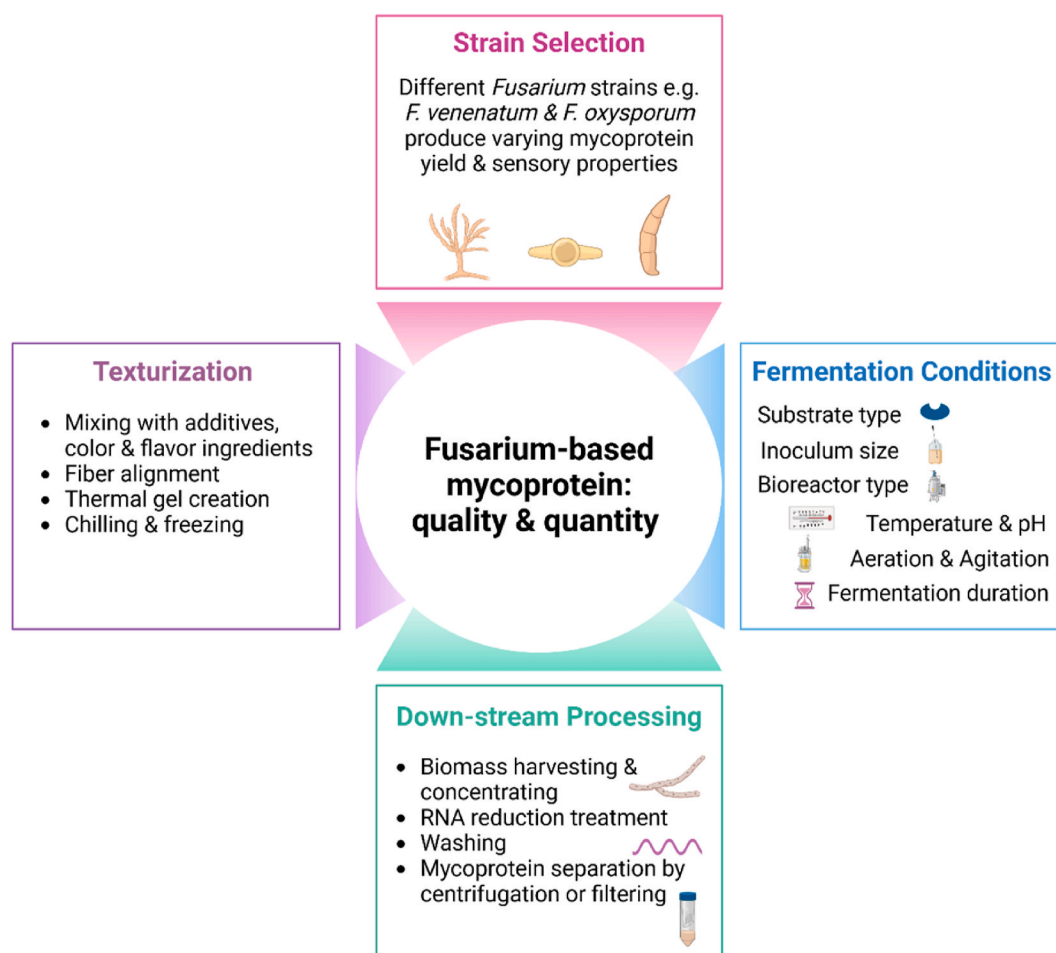 Strain Selection
Different Fusarium strains e.g.
F. venenatum & F. oxysporum
produce varying mycoprotein
yield & sensory properties
Texturization
• Mixing with additives,
color & flavor ingredients
• Fiber alignment
• Thermal gel creation
• Chilling & freezing
Fusarium-based
mycoprotein:
quality & quantity
Fermentation Conditions
Substrate type
Inoculum size
Bioreactor type
Temperature & pH
Aeration & Agitation
Fermentation duration
Down-stream Processing
• Biomass harvesting &
concentrating
• RNA reduction treatment
• Washing
• Mycoprotein separation by
centrifugation or filtering